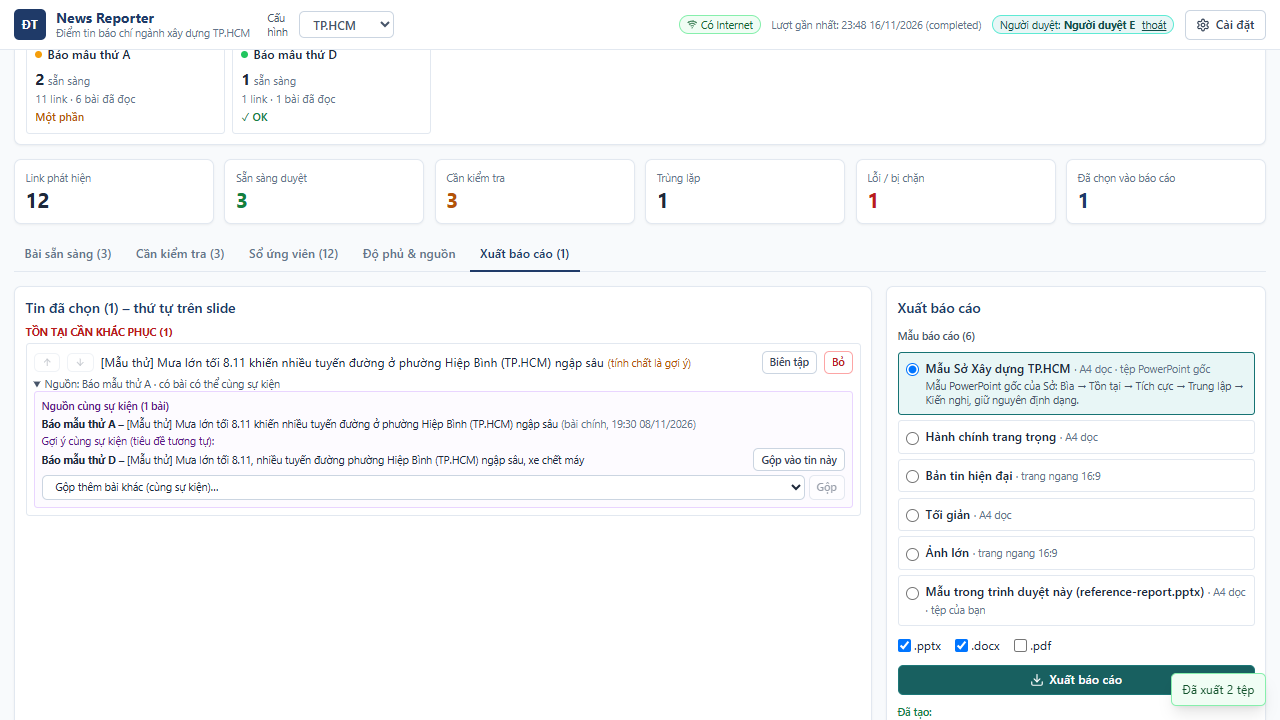 ĐT
News Reporter
Điểm tin báo chí ngành xây dựng TP.HCM
Cấu hình
TP.HCM
Có Internet
Lượt gần nhất: 23:48 16/11/2026 (completed)
Người duyệt: Người duyệt E thoát
Cài đặt
Báo mẫu thử A
2 sẵn sàng
11 link · 6 bài đã đọc
Một phần
Báo mẫu thử D
1 sẵn sàng
1 link · 1 bài đã đọc
✓ OK
Link phát hiện
12
Sẵn sàng duyệt
3
Cần kiểm tra
3
Trùng lặp
1
Lỗi / bị chặn
1
Đã chọn vào báo cáo
1
Bài sẵn sàng (3)
Cần kiểm tra (3)
Sổ ứng viên (12)
Độ phủ & nguồn
Xuất báo cáo (1)
Tin đã chọn (1) – thứ tự trên slide
TỒN TẠI CẦN KHẮC PHỤC (1)
↑ ↓ [Mẫu thử] Mưa lớn tối 8.11 khiến nhiều tuyến đường ở phường Hiệp Bình (TP.HCM) ngập sâu (tính chất là gợi ý) Biên tập Bỏ
▼ Nguồn: Báo mẫu thử A · có bài có thể cùng sự kiện
Nguồn cùng sự kiện (1 bài)
Báo mẫu thử A – [Mẫu thử] Mưa lớn tối 8.11 khiến nhiều tuyến đường ở phường Hiệp Bình (TP.HCM) ngập sâu (bài chính, 19:30 08/11/2026)
Gợi ý cùng sự kiện (tiêu đề tương tự):
Báo mẫu thử D – [Mẫu thử] Mưa lớn tối 8.11, nhiều tuyến đường phường Hiệp Bình (TP.HCM) ngập sâu, xe chết máy Gộp vào tin này
Gộp thêm bài khác (cùng sự kiện)... Gộp
Xuất báo cáo
Mẫu báo cáo (6)
Mẫu Sở Xây dựng TP.HCM · A4 dọc · tệp PowerPoint gốc
Mẫu PowerPoint gốc của Sở: Bìa → Tồn tại → Tích cực → Trung lập →
Kiến nghị, giữ nguyên định dạng.
Hành chính trang trọng · A4 dọc
Bản tin hiện đại · trang ngang 16:9
Tối giản · A4 dọc
Ảnh lớn · trang ngang 16:9
Mẫu trong trình duyệt này (reference-report.pptx) · A4 dọc
· tệp của bạn
.pptx .docx .pdf
Xuất báo cáo
Đã xuất 2 tệp
Đã tạo: